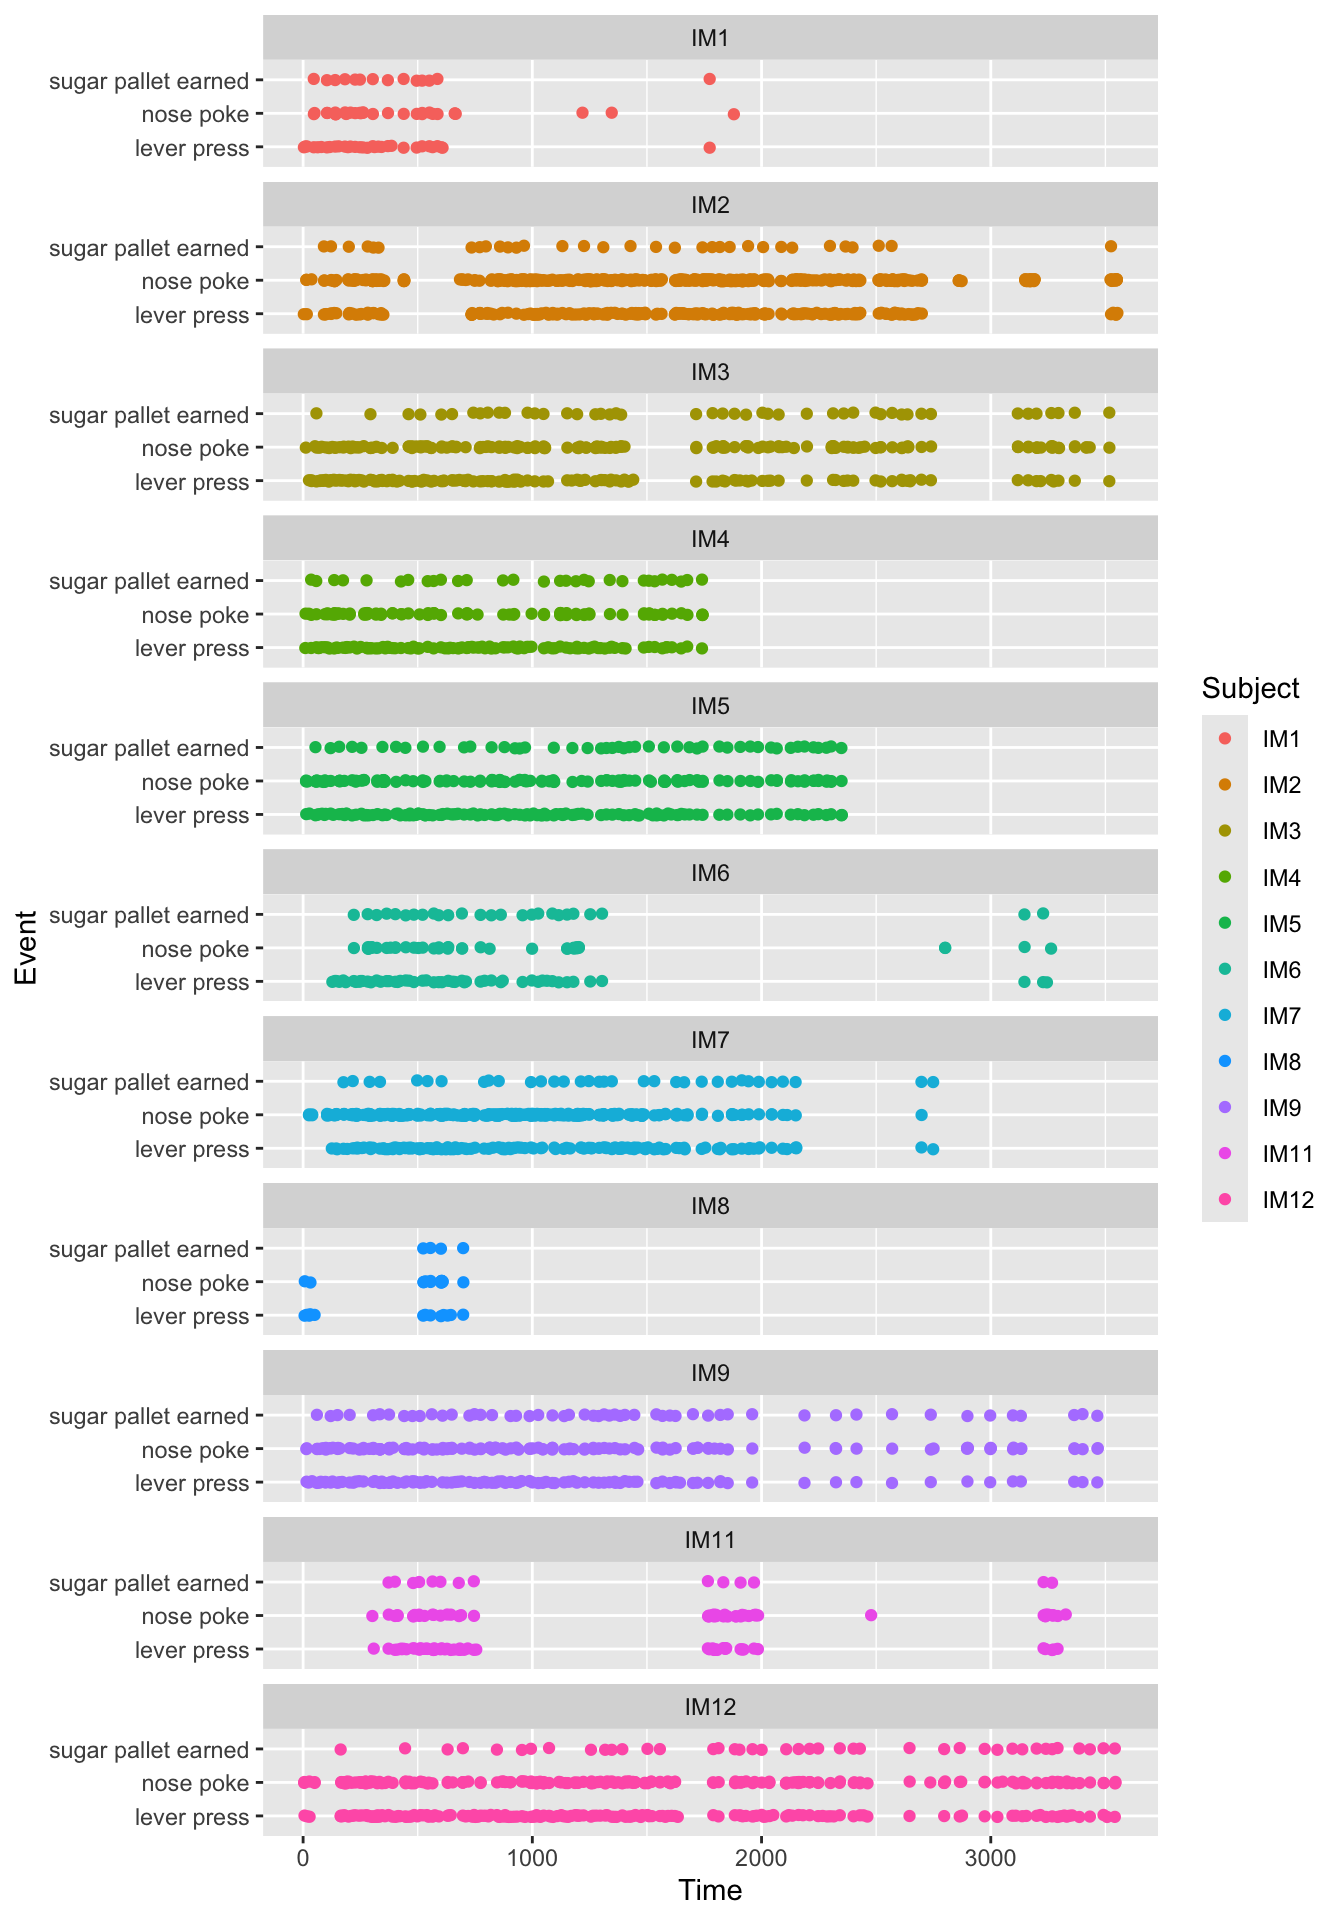 IM1
sugar pallet earned
nose poke
lever press
IM2
sugar pallet earned
nose poke
lever press
IM3
sugar pallet earned
nose poke
lever press
IM4
sugar pallet earned
nose poke
lever press
IM5
sugar pallet earned
nose poke
lever press
IM6
sugar pallet earned
nose poke
lever press
IM7
sugar pallet earned
nose poke
lever press
IM8
sugar pallet earned
nose poke
lever press
IM9
sugar pallet earned
nose poke
lever press
IM11
sugar pallet earned
nose poke
lever press
IM12
sugar pallet earned
nose poke
lever press
0 1000 2000 3000
Time
Event
Subject
IM1
IM2
IM3
IM4
IM5
IM6
IM7
IM8
IM9
IM11
IM12